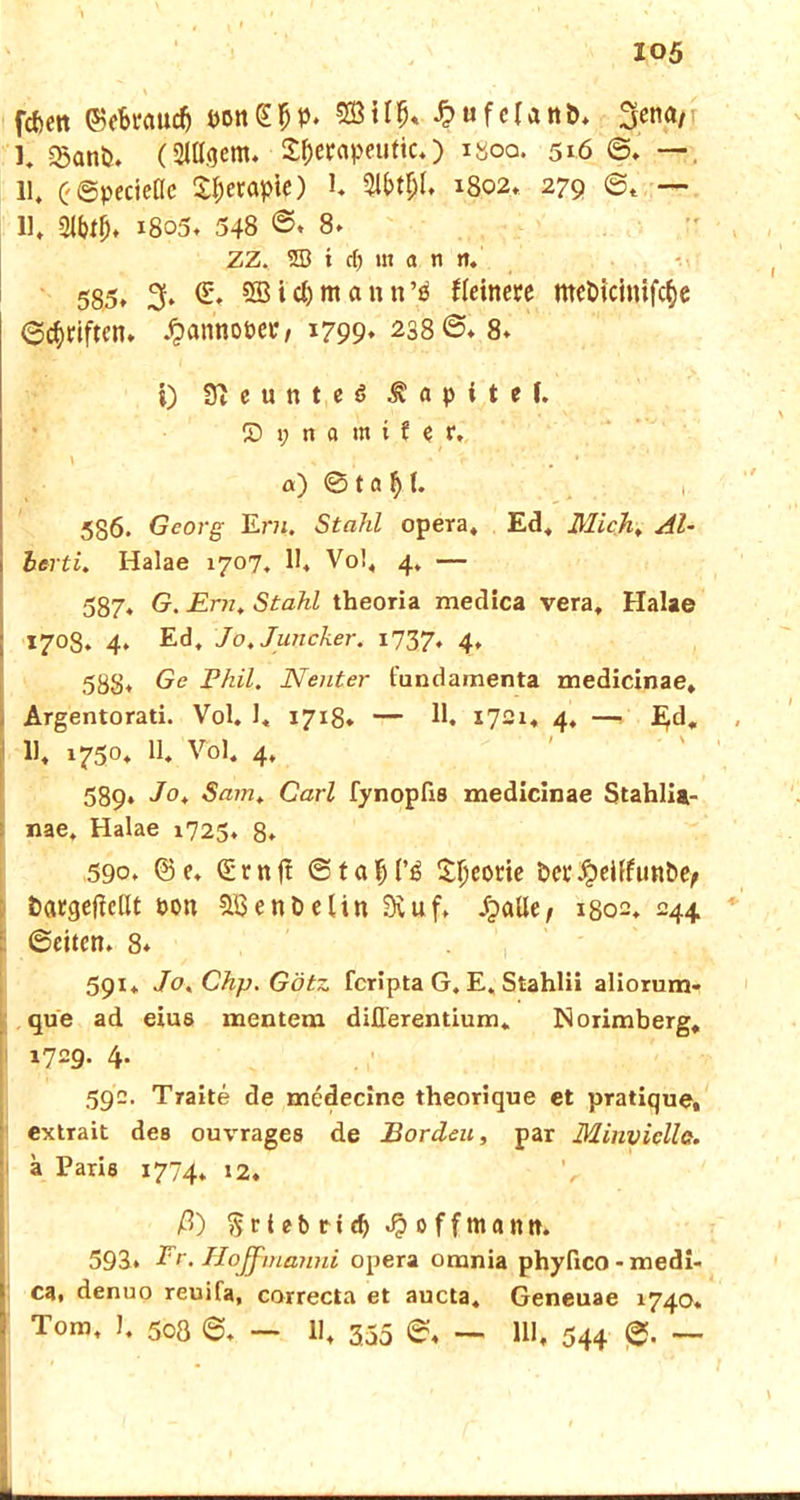 105
schen Gebrauch von Chp. Wilh. Hufeland. Jena,
I. Band. (Allgem. Therapeutic.) 1800. 516 S. —
II. (Specielle Therapie) I. Abthl. 1802. 279 S. —
II. Abth. 1805. 548 S. 8.
ZZ. Wichmann.
585. J. E. Wichmann's kleinere medicinische
Schriften. Hannover, 1799. 238 S. 8.
i) Neuntes Kapitel.
Dynamiker.
α) Stahl.
586. Georg Ern. Stahl opera. Ed. Mich. Al-
berti. Halae 1707. II. Vol. 4. —
587. G. Ern. Stahl theoria medica vera. Halae
1708. 4. Ed. Jo. Juncker. 1737. 4.
588. Ge Phil. Nenter fundamenta medicinae.
Argentorati. Vol. I. 1718. — II. 1721. 4. — Ed.
II. 1750. II. Vol. 4.
589. Jo. Sam. Carl synopsis medicinae Stahlia-
nae. Halae 1725. 8.
590. Ge. Ernst Stahl's Theorie der Heilkunde,
dargestellt von Wendelin Ruf. Halle, 1802. 244
Seiten. 8.
591. Jo. Chp. Götz scripta G. E. Stahlii aliorum-
que ad eius mentem differentium. Norimberg.
1729. 4.
592. Traité de médecine theorique et pratique,
extrait des ouvrages de Bordeu, par Minvielle.
à Paris 1774. 12.
β) Friedrich Hoffmann.
593. Fr. Hoffmanni opera omnia physico-medi-
ca, denuo reuisa, correcta et aucta. Geneuae 1740.
Tom. I. 508 S. — II. 355 S. — III. 544 S. —